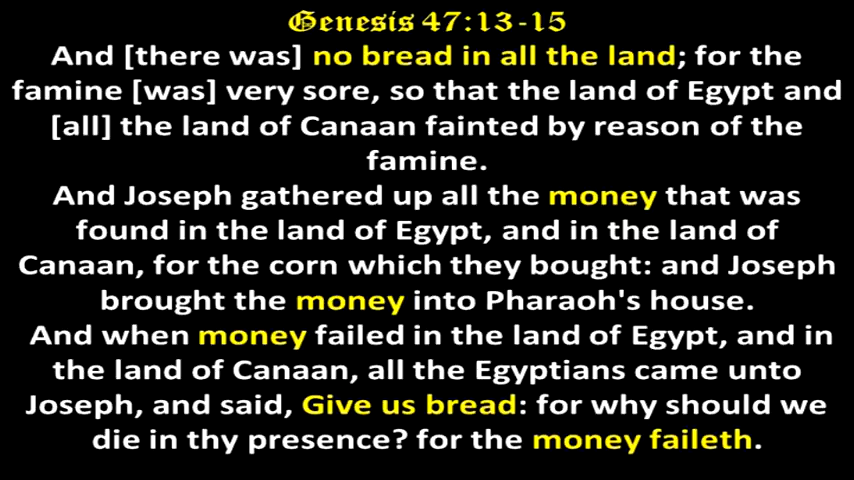 Genesis 47:13-15
And [there was] no bread in all the land; for the
famine [was] very sore, so that the land of Egypt and
[all] the land of Canaan fainted by reason of the
famine.
And Joseph gathered up all the money that was
found in the land of Egypt, and in the land of
Canaan, for the corn which they bought: and Joseph
brought the money into Pharaoh's house.
And when money failed in the land of Egypt, and in
the land of Canaan, all the Egyptians came unto
Joseph, and said, Give us bread: for why should we
die in thy presence? for the money faileth.